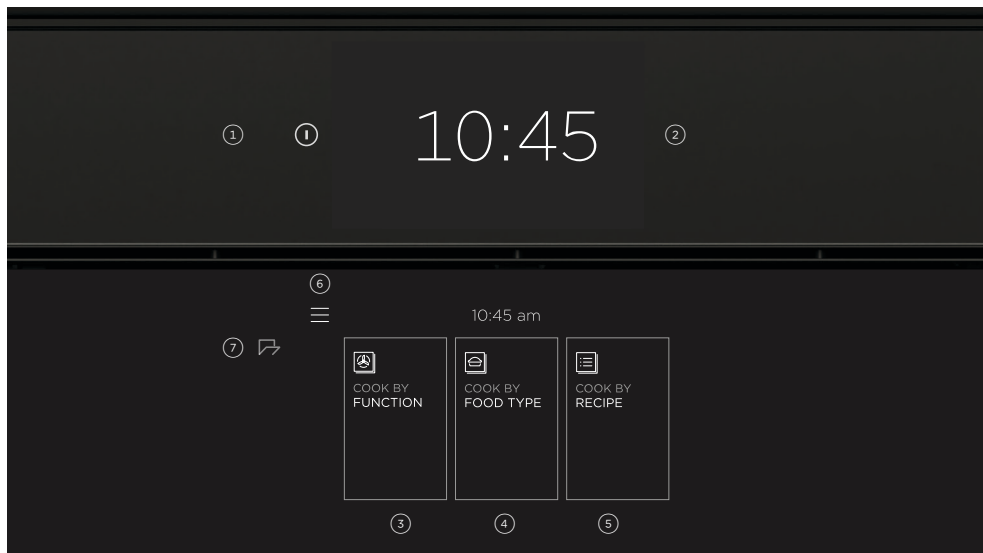 1
10:45
2
6
10:45 am
7
COOK BY
FUNCTION
COOK BY
FOOD TYPE
COOK BY
RECIPE
3
4
5